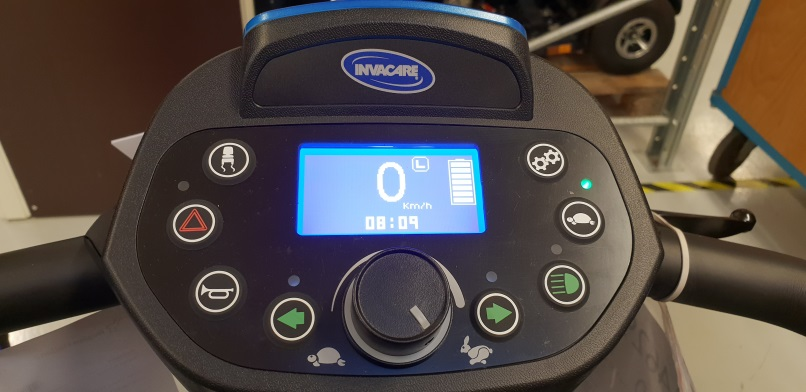 INVACARE
L
0
Km/h
08:09